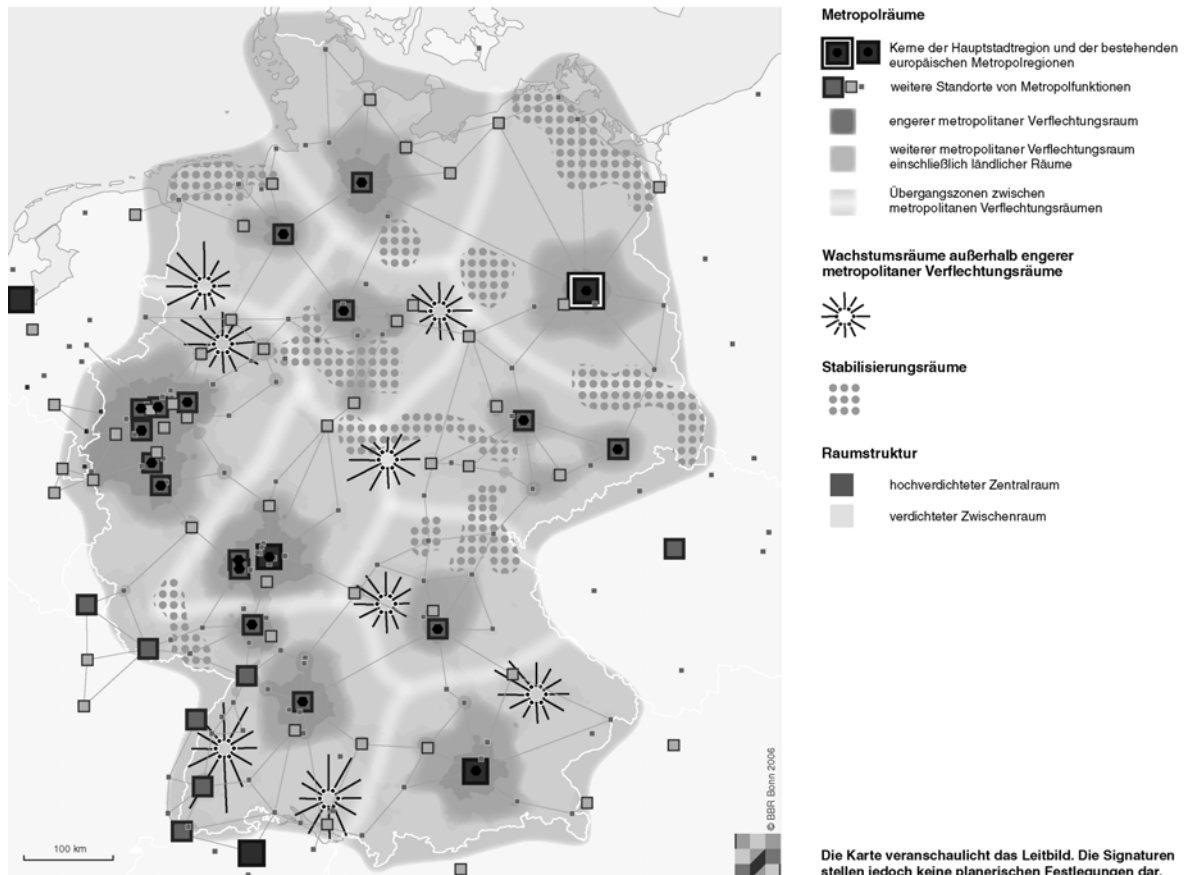 Metropolräume
Kerne der Hauptstadtregion und der bestehenden
europäischen Metropolregionen
weitere Standorte von Metropolfunktionen
engerer metropolitaner Verflechtungsraum
weiterer metropolitaner Verflechtungsraum
einschließlich ländlicher Räume
Übergangszonen zwischen
metropolitanen Verflechtungsräumen
Wachstumsräume außerhalb engerer
metropolitaner Verflechtungsräume
Stabilisierungsräume
Raumstruktur
hochverdichteter Zentralraum
verdichteter Zwischenraum
100 km
© BBR Bonn 2006
Die Karte veranschaulicht das Leitbild. Die Signaturen
stellen jedoch keine planerischen Festlegungen dar.